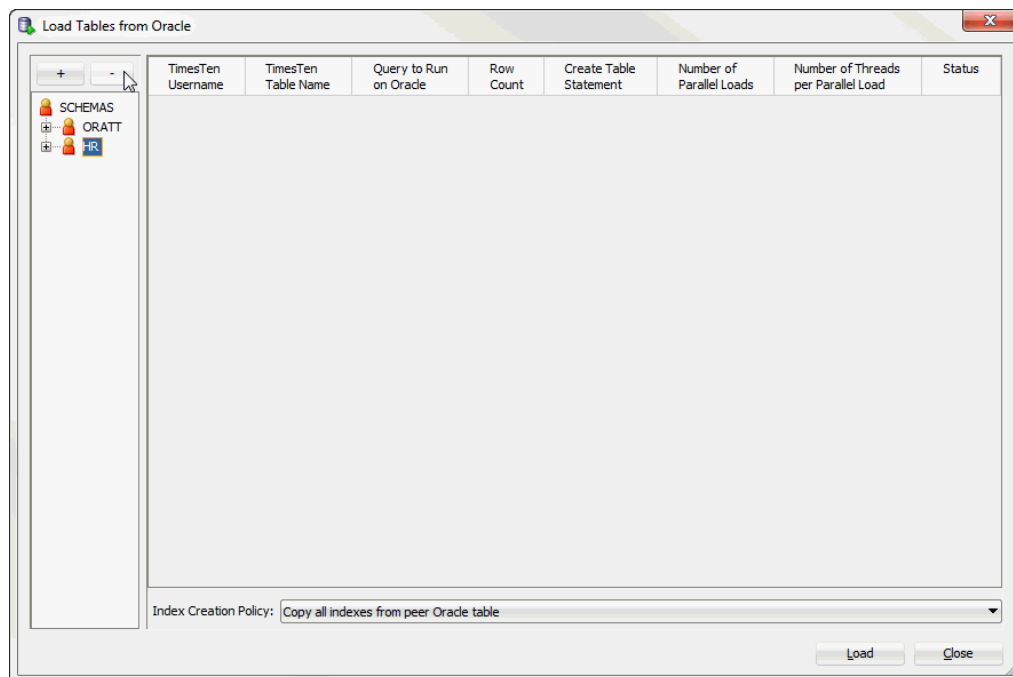 Load Tables from Oracle
+ -
TimesTen Username
TimesTen Table Name
Query to Run on Oracle
Row Count
Create Table Statement
Number of Parallel Loads
Number of Threads per Parallel Load
Status
SCHEMAS
ORATT
HR
Index Creation Policy: Copy all indexes from peer Oracle table
Load Close